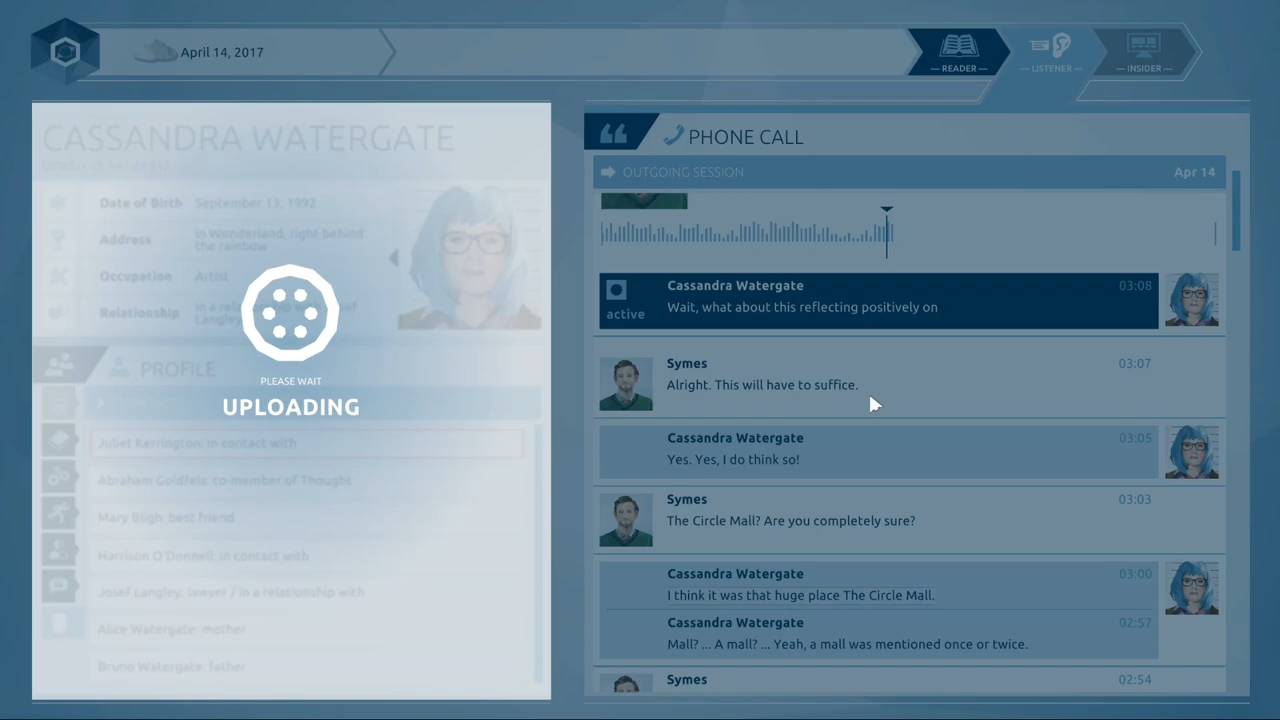 April 14, 2017
READER
LISTENER
INSIDER
CASSANDRA WATERGATE
Date of Birth September 13, 1992
Address in Wonderland, right behind
the rainbow
Occupation Artist
Relationship in a relationship with Josef
Langley
PROFILE
PLEASE WAIT
UPLOADING
Juliet Kerrington: in contact with
Abraham Goldfels: co-member of Thought
Mary Bligh: best friend
Harrison O'Donnell: in contact with
Josef Langley: lawyer / in a relationship with
Alice Watergate: mother
Bruno Watergate: father
PHONE CALL
OUTGOING SESSION Apr 14
Cassandra Watergate 03:08
Wait, what about this reflecting positively on
active
Symes 03:07
Alright. This will have to suffice.
Cassandra Watergate 03:05
Yes. Yes, I do think so!
Symes 03:03
The Circle Mall? Are you completely sure?
Cassandra Watergate 03:00
I think it was that huge place The Circle Mall.
Cassandra Watergate 02:57
Mall? ... A mall? ... Yeah, a mall was mentioned once or twice.
Symes 02:54